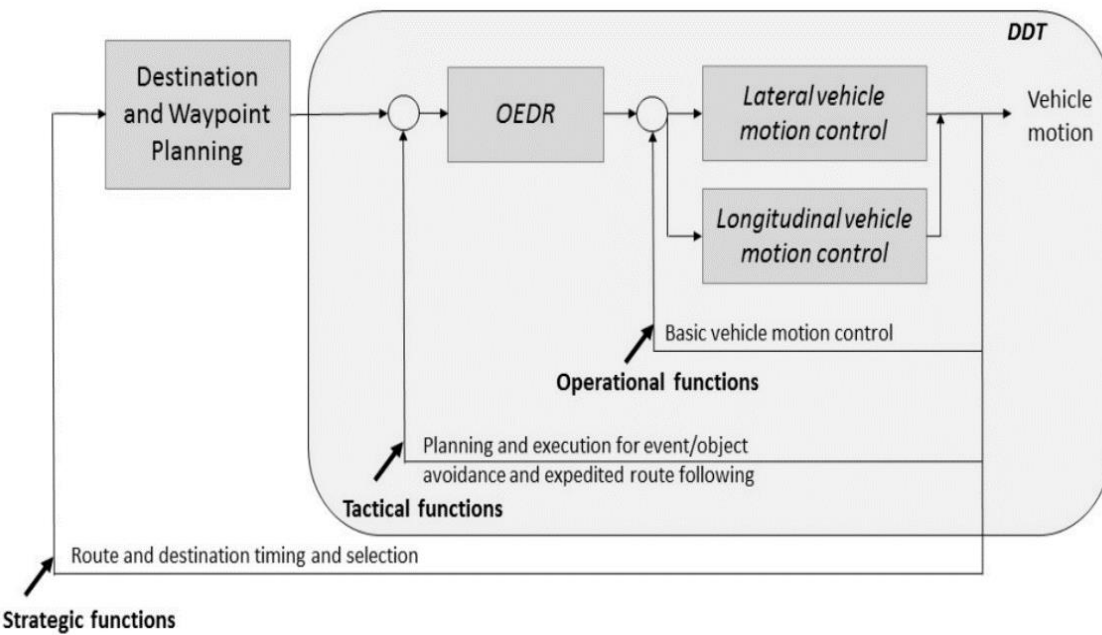 DDT
Destination
and Waypoint
Planning
OEDR
Lateral vehicle
motion control
Vehicle
motion
Longitudinal vehicle
motion control
Basic vehicle motion control
Operational functions
Planning and execution for event/object
avoidance and expedited route following
Tactical functions
Route and destination timing and selection
Strategic functions